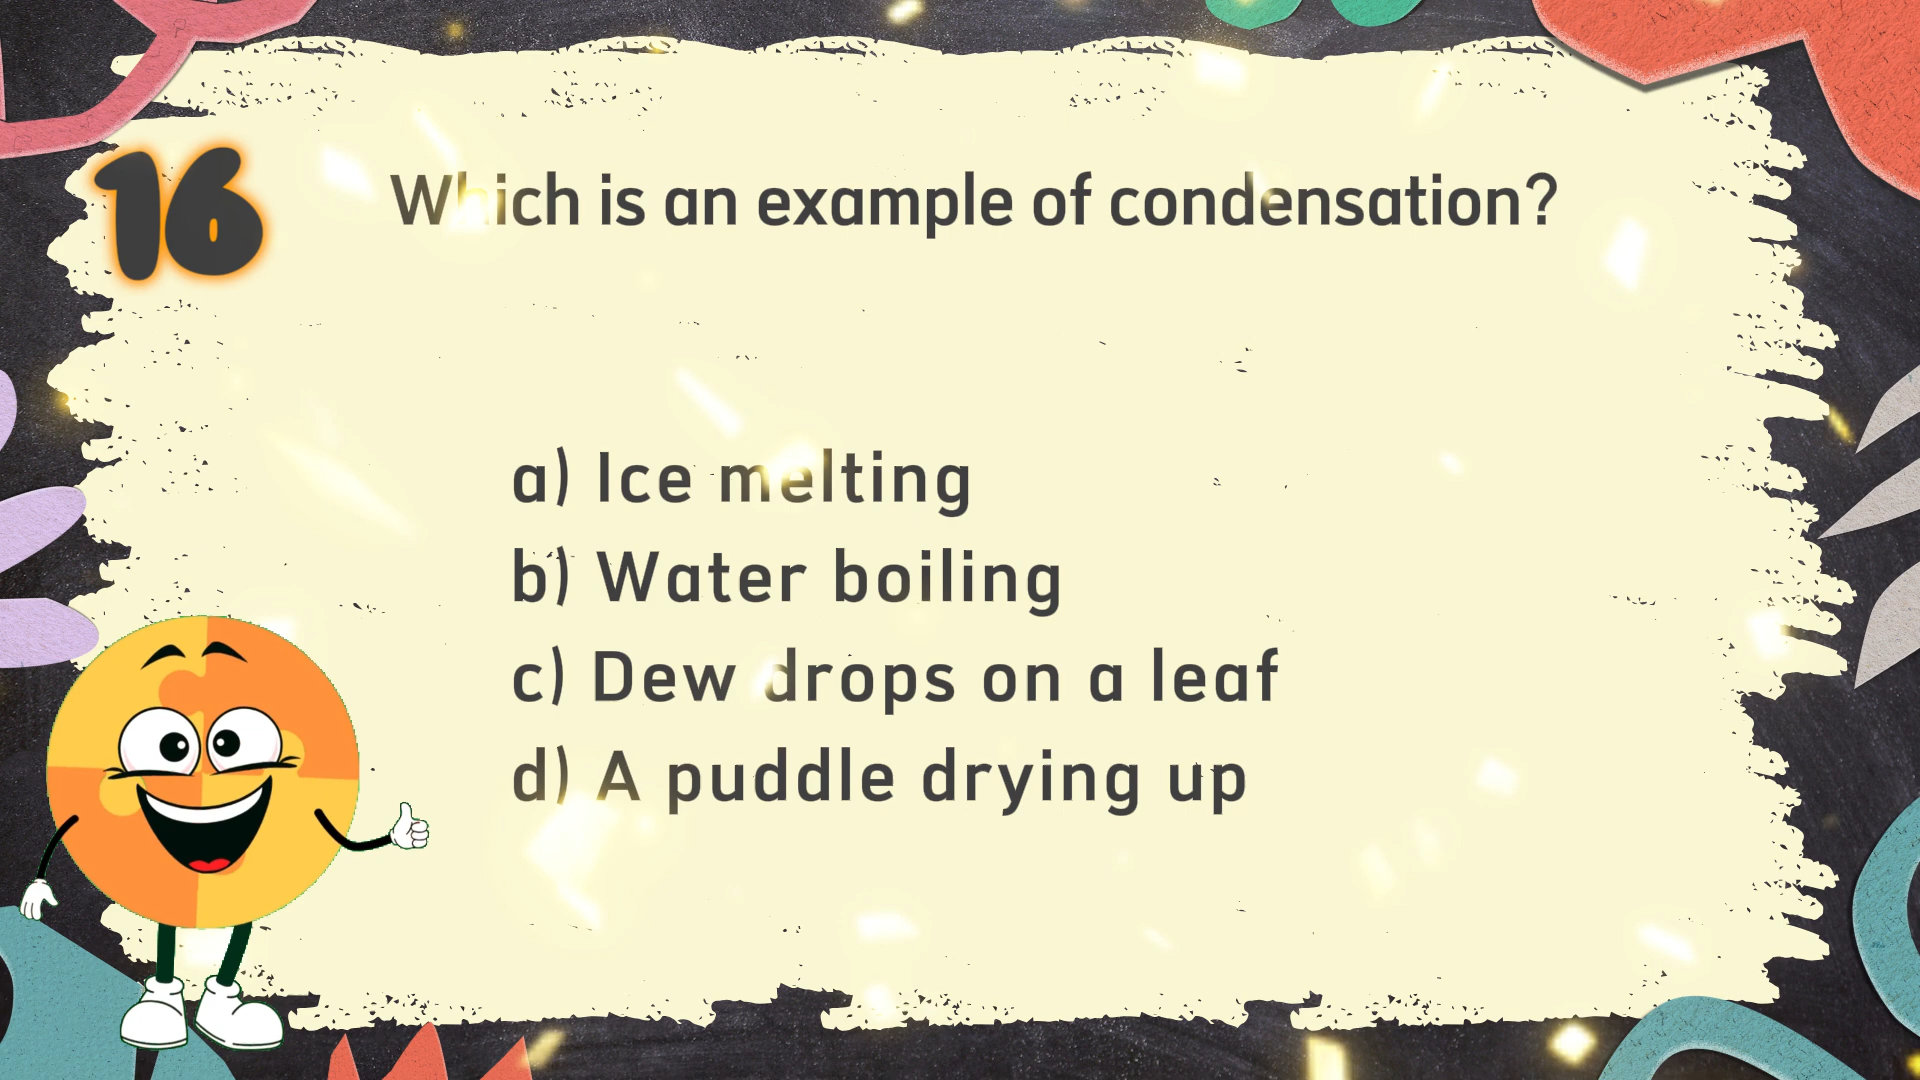 16
Which is an example of condensation?
a) Ice melting
b) Water boiling
c) Dew drops on a leaf
d) A puddle drying up